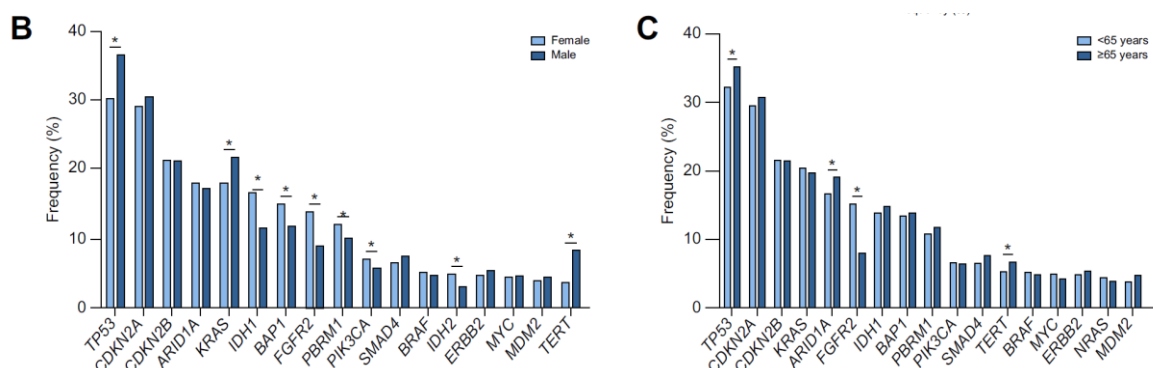 B
Female
Male
Frequency (%)
40
30
20
10
0
*
*
*
*
*
*
*
*
*
TP53
CDKN2A
CDKN2B
ARID1A
KRAS
IDH1
BAP1
FGFR2
PBRM1
PIK3CA
SMAD4
BRAF
IDH2
ERBB2
MYC
MDM2
TERT
C
<65 years
≥65 years
Frequency (%)
40
30
20
10
0
*
*
*
*
TP53
CDKN2A
CDKN2B
KRAS
ARID1A
FGFR2
IDH1
BAP1
PBRM1
PIK3CA
SMAD4
TERT
BRAF
MYC
ERBB2
NRAS
MDM2